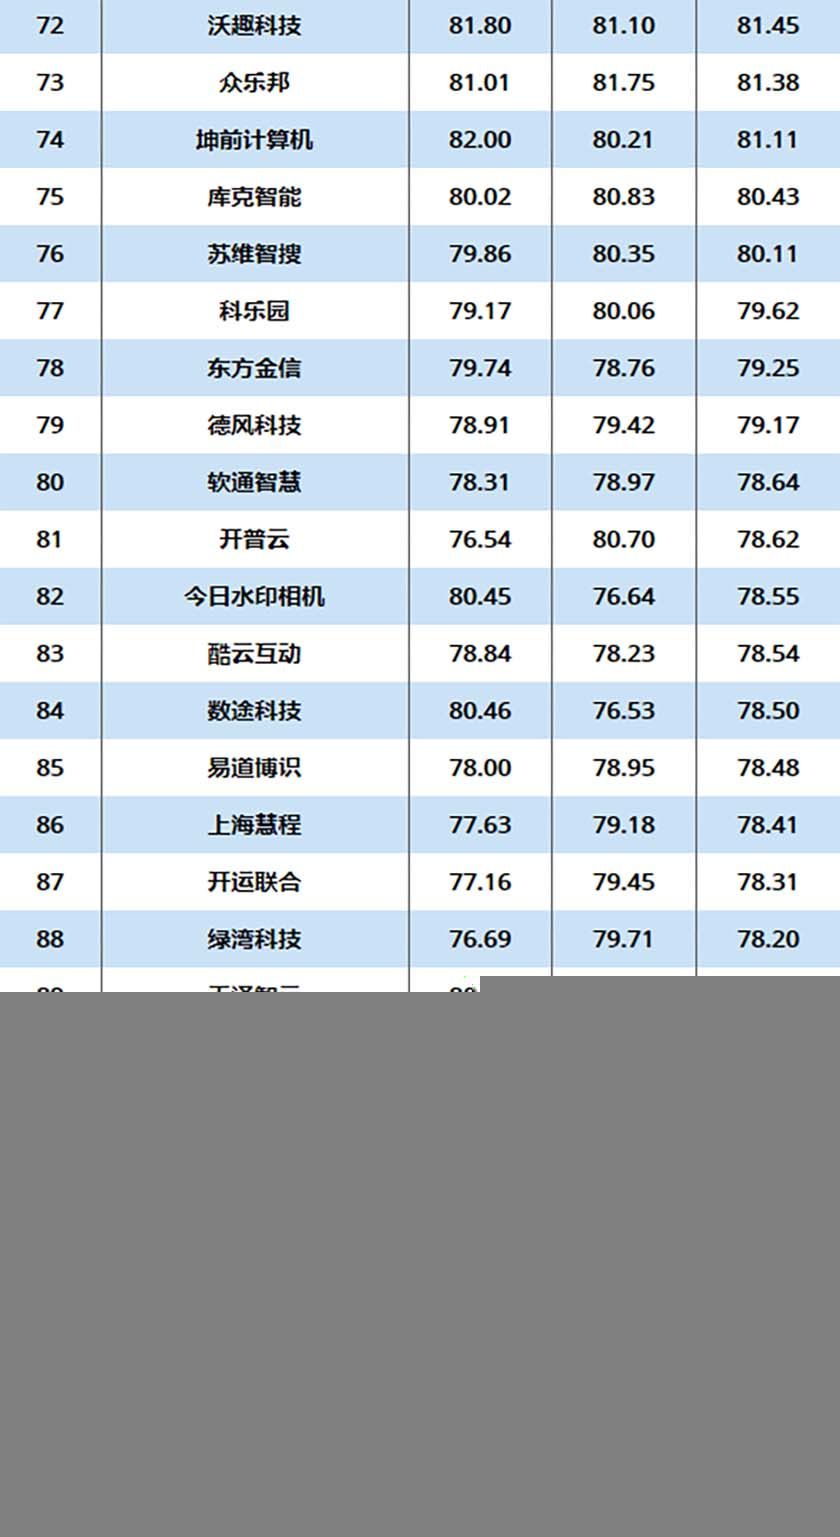 72 沃趣科技 81.80 81.10 81.45
73 众乐邦 81.01 81.75 81.38
74 坤前计算机 82.00 80.21 81.11
75 库克智能 80.02 80.83 80.43
76 苏维智搜 79.86 80.35 80.11
77 科乐园 79.17 80.06 79.62
78 东方金信 79.74 78.76 79.25
79 德风科技 78.91 79.42 79.17
80 软通智慧 78.31 78.97 78.64
81 开普云 76.54 80.70 78.62
82 今日水印相机 80.45 76.64 78.55
83 酷云互动 78.84 78.23 78.54
84 数途科技 80.46 76.53 78.50
85 易道博识 78.00 78.95 78.48
86 上海慧程 77.63 79.18 78.41
87 开运联合 77.16 79.45 78.31
88 绿湾科技 76.69 79.71 78.20